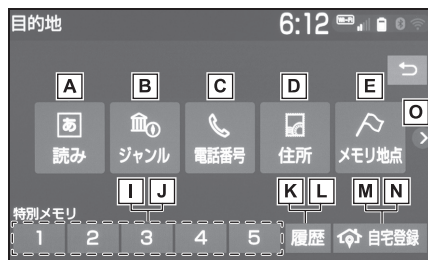 目的地 6:12
A B C D E O
あ
読み ジャンル 電話番号 住所 メモリ地点
I J K L M N
特別メモリ
1 2 3 4 5 履歴 自宅登録